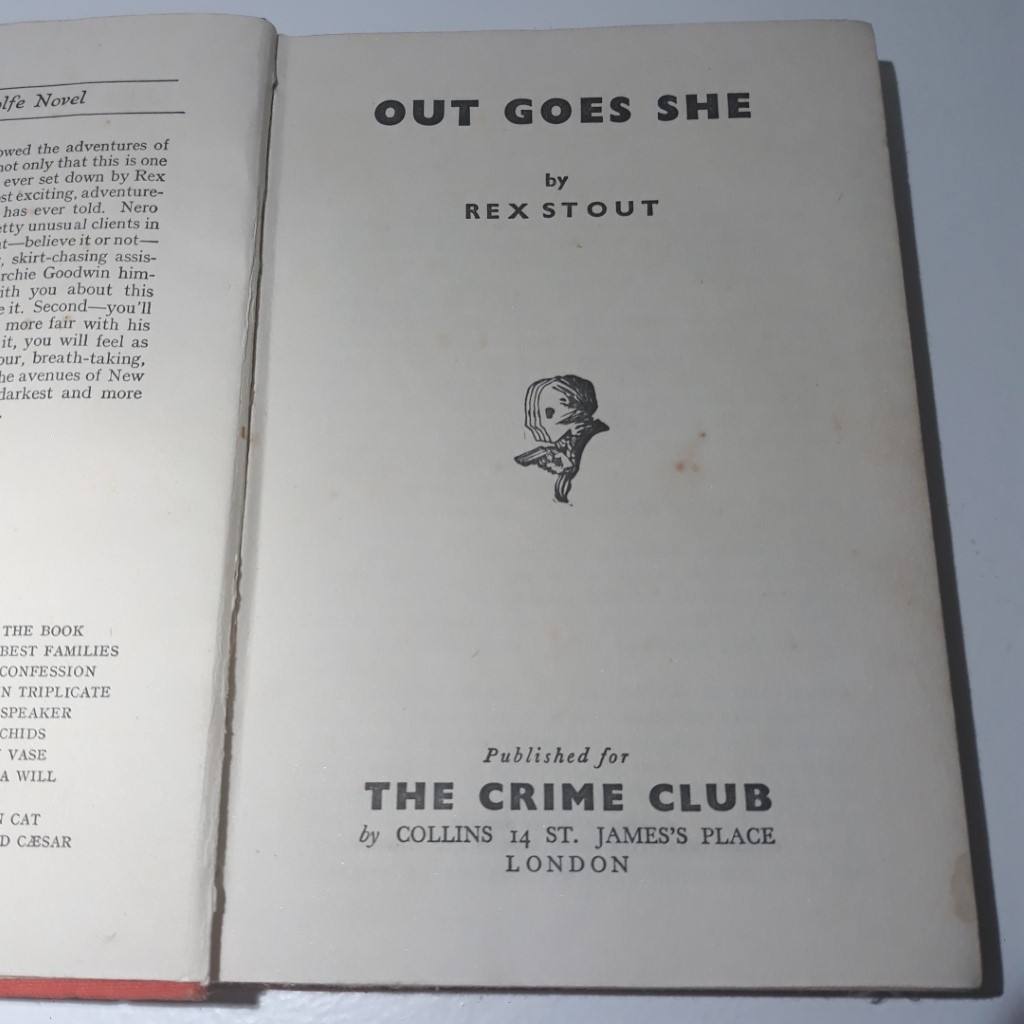 olfe Novel
owed the adventures of
not only that this is one
ever set down by Rex
st exciting, adventure-
has ever told. Nero
etty unusual clients in
t—believe it or not—
, skirt-chasing assis-
rchie Goodwin him-
ith you about this
e it. Second—you'll
more fair with his
it, you will feel as
our, breath-taking,
he avenues of New
darkest and more
.
THE BOOK
BEST FAMILIES
CONFESSION
N TRIPLICATE
SPEAKER
CHIDS
VASE
A WILL
N CAT
D CÆSAR
OUT GOES SHE
by
REX STOUT
Published for
THE CRIME CLUB
by COLLINS 14 ST. JAMES'S PLACE
LONDON